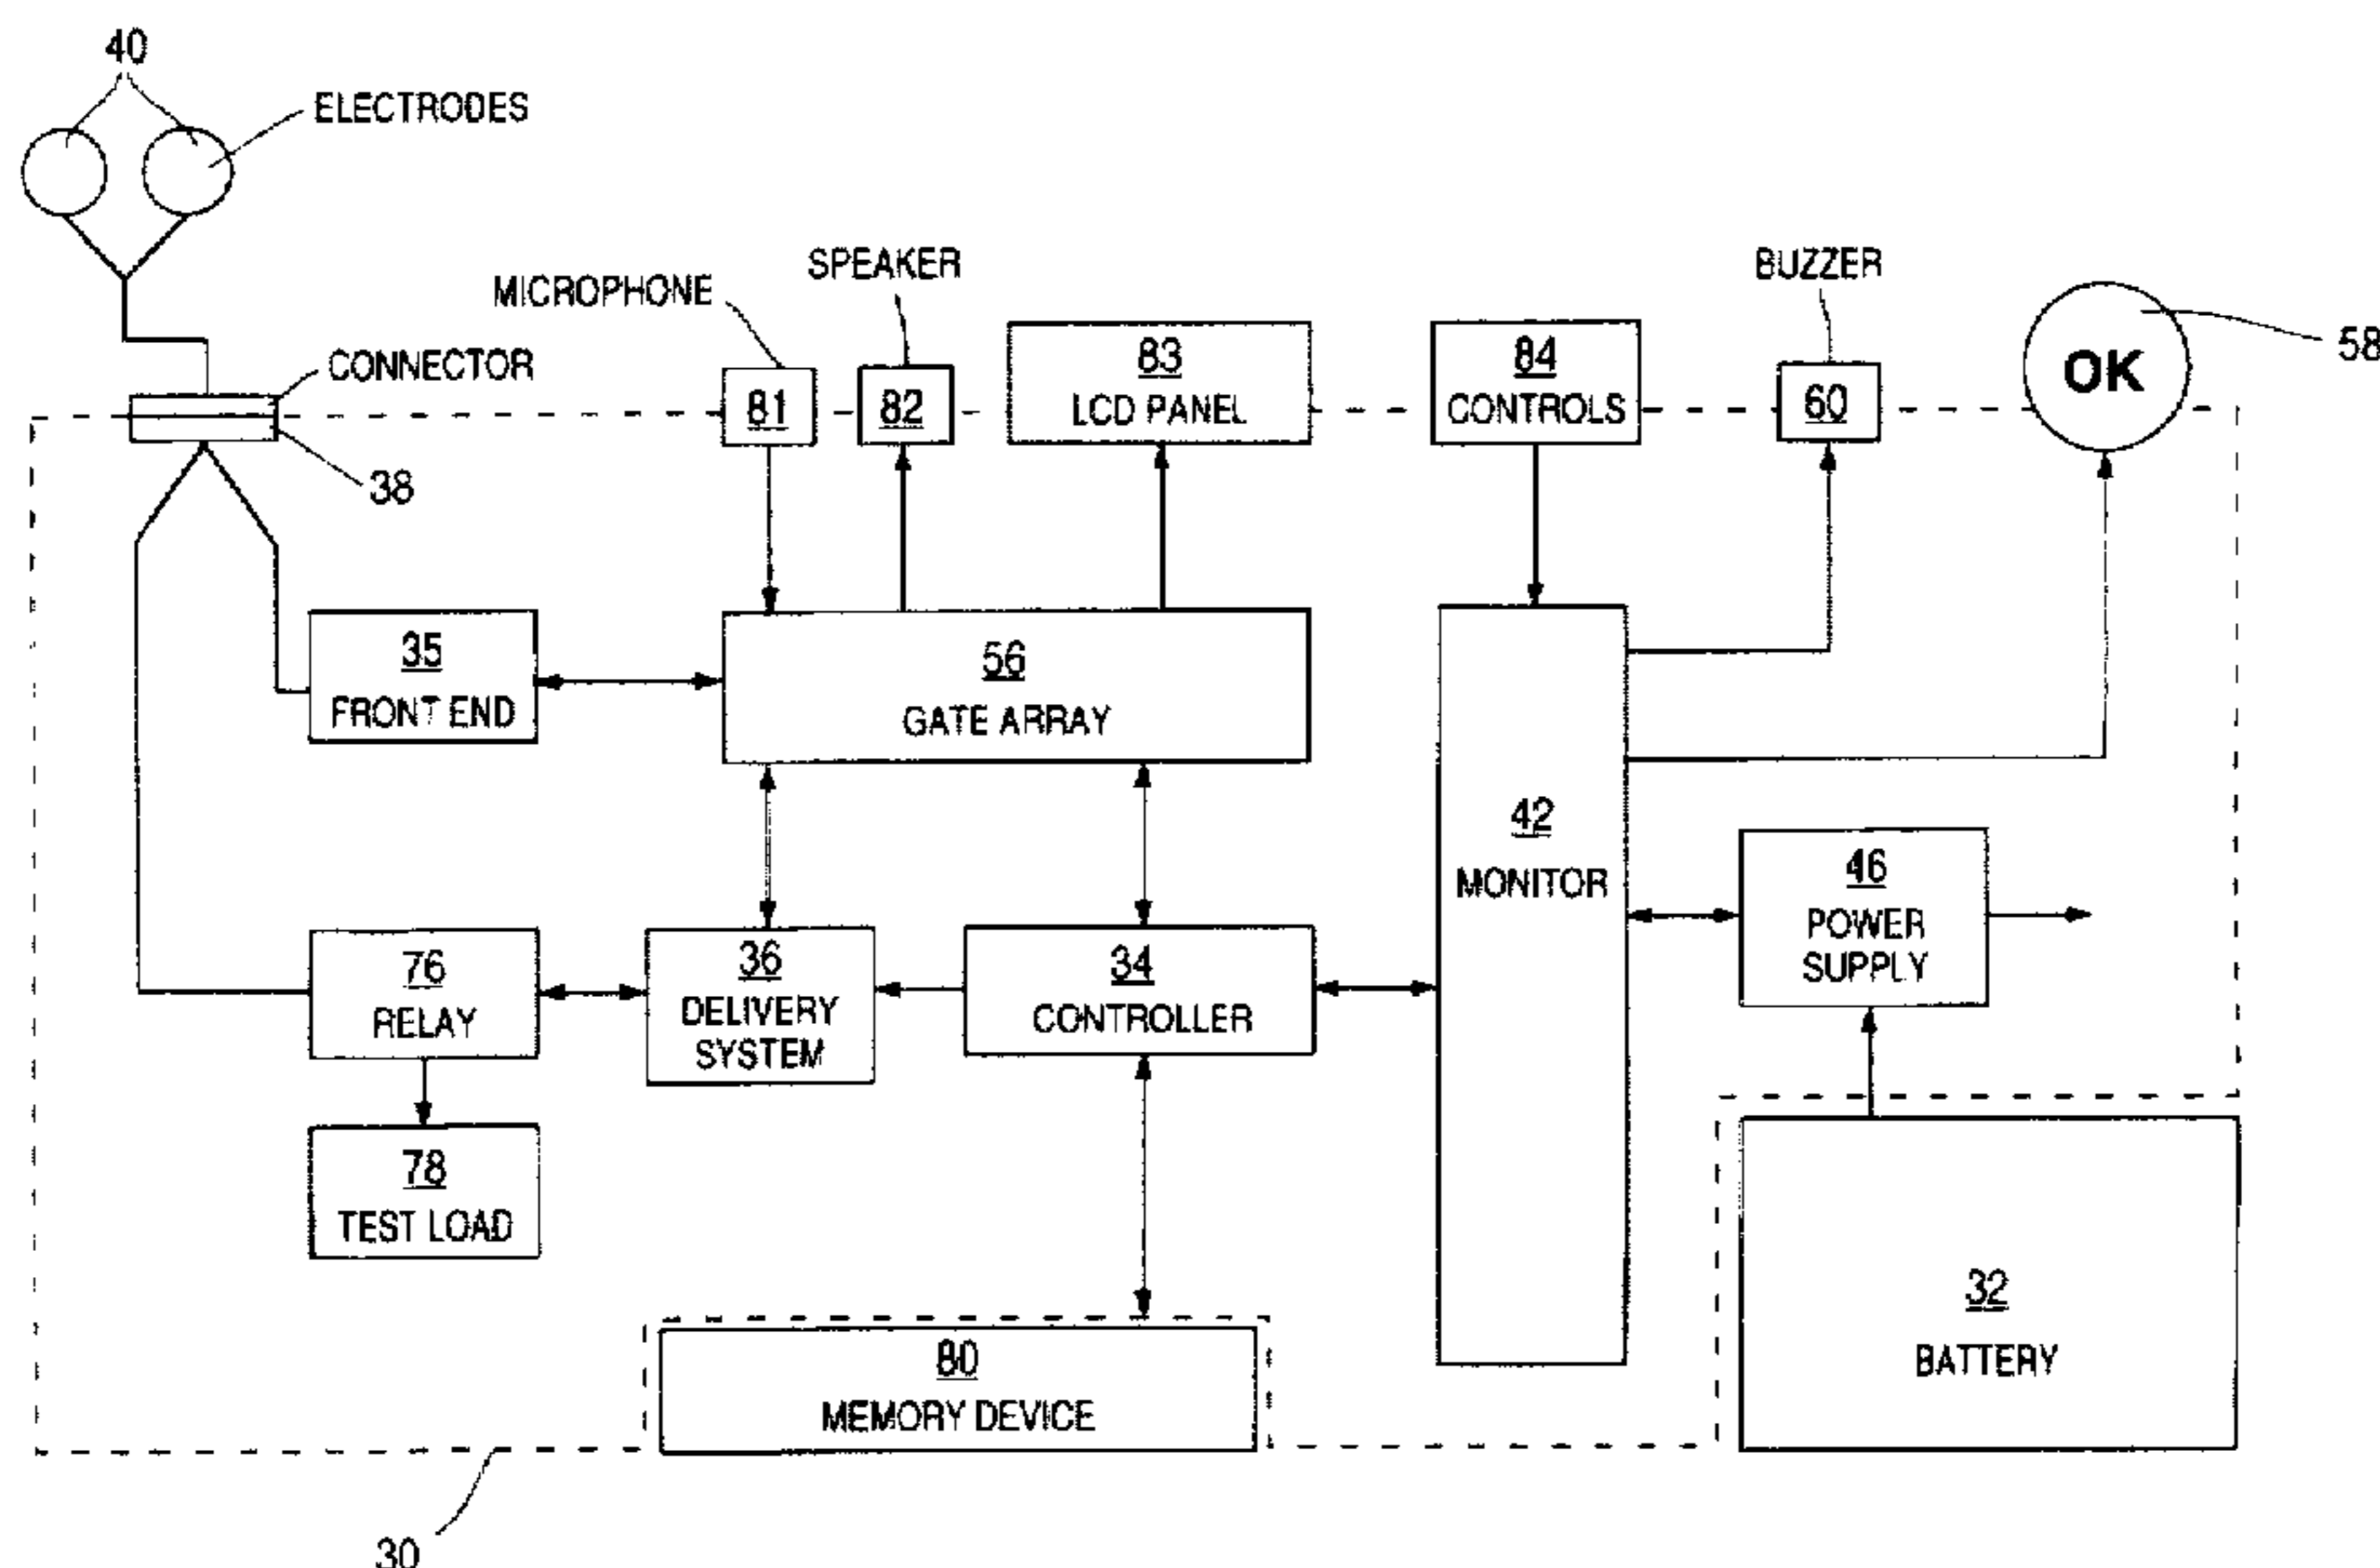 40
ELECTRODES
SPEAKER
BUZZER
MICROPHONE
58
83
84
OK
CONNECTOR
81
82
LCD PANEL
CONTROLS
60
38
35
56
FRONT END
GATE ARRAY
42
MONITOR
46
POWER
SUPPLY
76
RELAY
36
DELIVERY
SYSTEM
34
CONTROLLER
78
TEST LOAD
32
BATTERY
80
MEMORY DEVICE
30